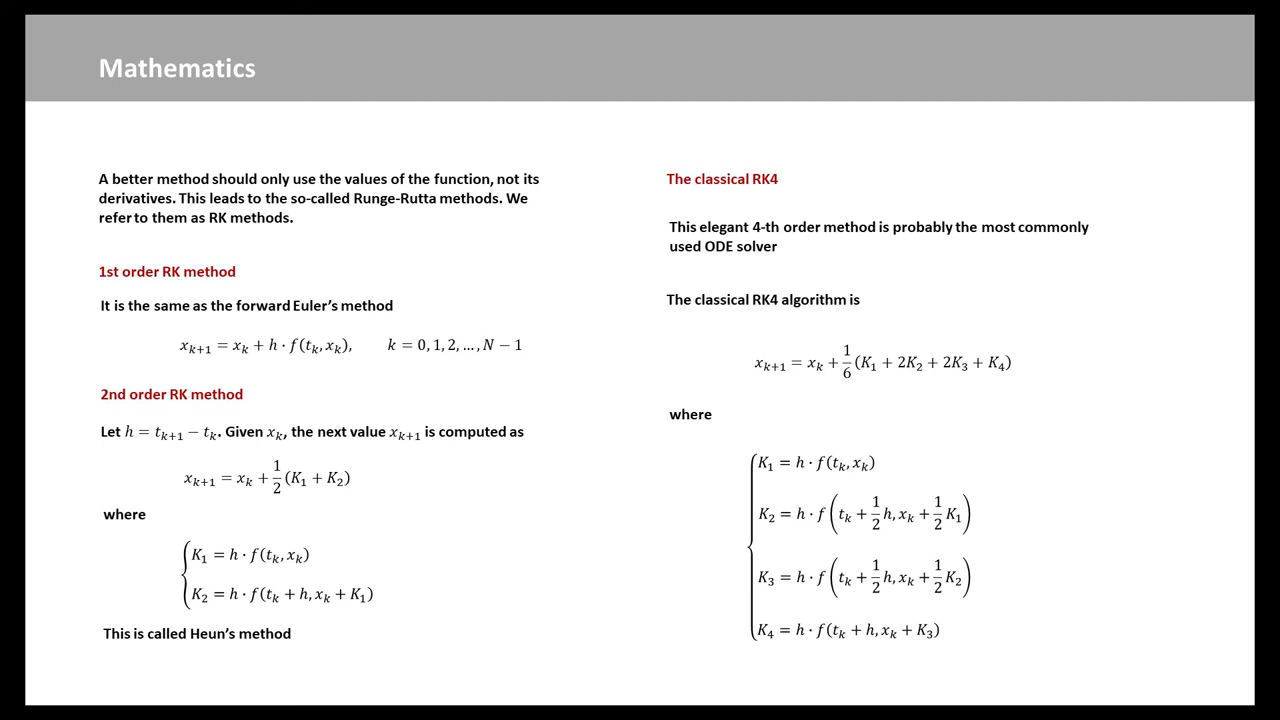 Mathematics
A better method should only use the values of the function, not its
derivatives. This leads to the so-called Runge-Rutta methods. We
refer to them as RK methods.
1st order RK method
It is the same as the forward Euler’s method
x_{k+1} = x_k + h · f(t_k, x_k),    k = 0, 1, 2, …, N − 1
2nd order RK method
Let h = t_{k+1} − t_k. Given x_k, the next value x_{k+1} is computed as
x_{k+1} = x_k + \frac{1}{2}(K_1 + K_2)
where
K_1 = h · f(t_k, x_k)
K_2 = h · f(t_k + h, x_k + K_1)
This is called Heun’s method
The classical RK4
This elegant 4-th order method is probably the most commonly
used ODE solver
The classical RK4 algorithm is
x_{k+1} = x_k + \frac{1}{6}(K_1 + 2K_2 + 2K_3 + K_4)
where
K_1 = h · f(t_k, x_k)
K_2 = h · f(t_k + \frac{1}{2}h, x_k + \frac{1}{2}K_1)
K_3 = h · f(t_k + \frac{1}{2}h, x_k + \frac{1}{2}K_2)
K_4 = h · f(t_k + h, x_k + K_3)